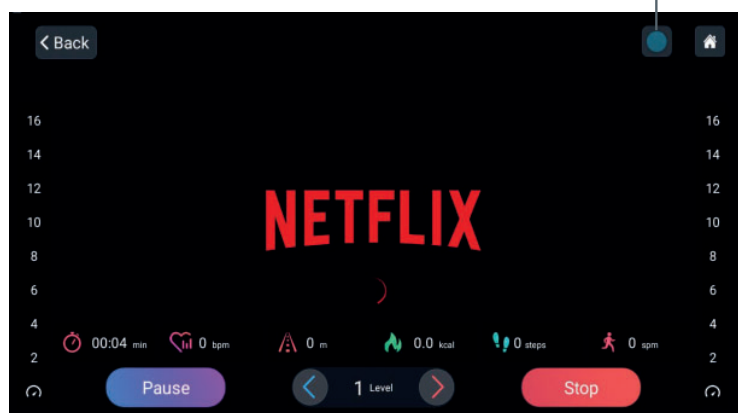 Back
16 16
14 14
12 12
10 10
NETFLIX
8 8
6 6
4 4
00:04 min 0 bpm 0 m 0.0 kcal 0 steps 0 spm
2 2
Pause 1 Level Stop